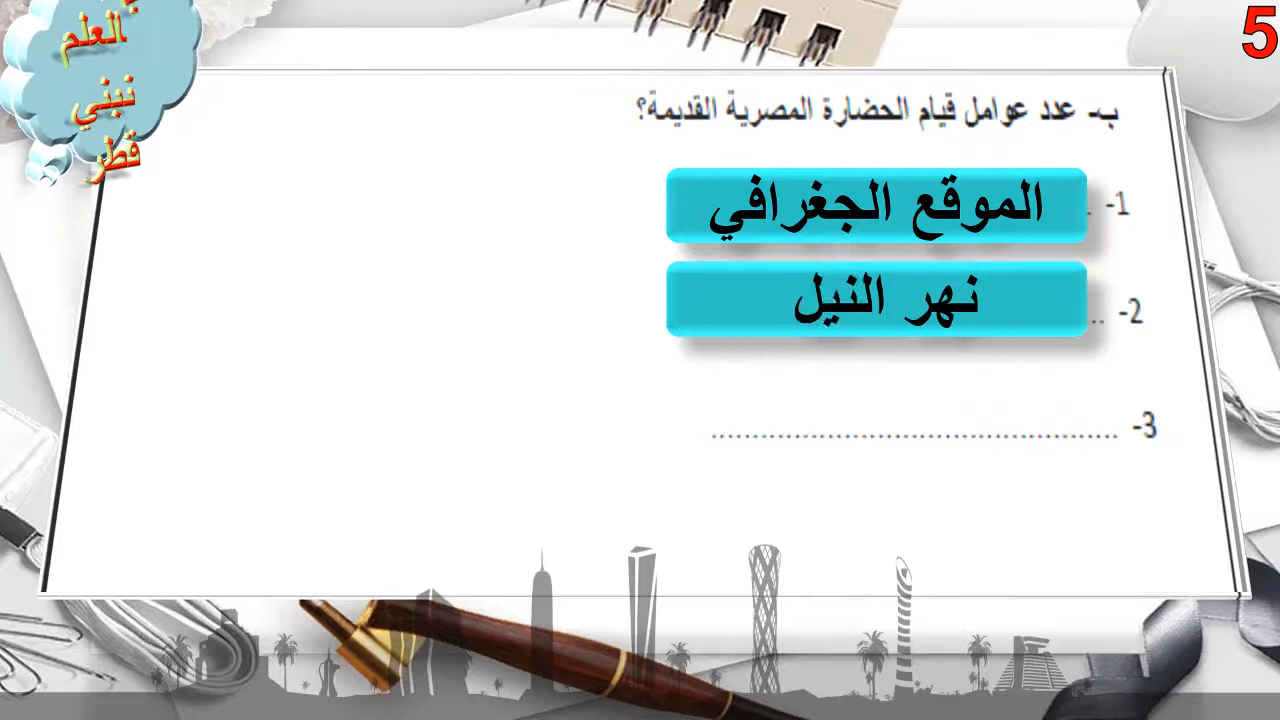 5
العلم
نبني
قطر
ب- عدد عوامل قيام الحضارة المصرية القديمة؟
1- الموقع الجغرافي
2- نهر النيل
3- ..................................................